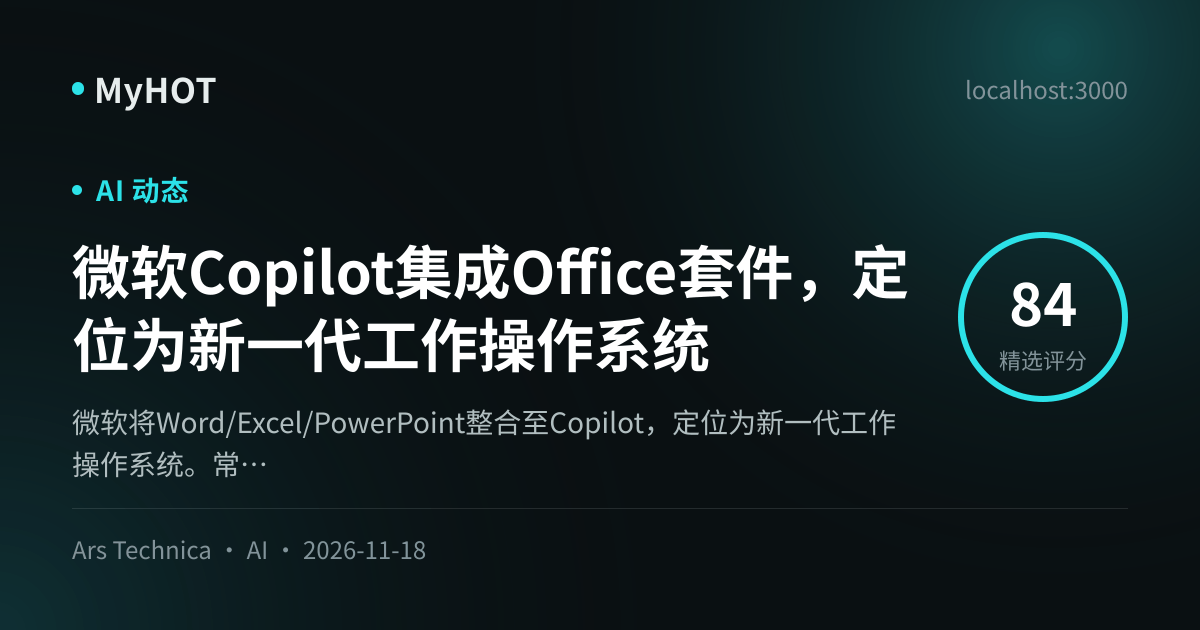 MyHOT
localhost:3000
AI 动态
微软Copilot集成Office套件，定
位为新一代工作操作系统
84
精选评分
微软将Word/Excel/PowerPoint整合至Copilot，定位为新一代工作
操作系统。常…
Ars Technica • AI • 2026-11-18